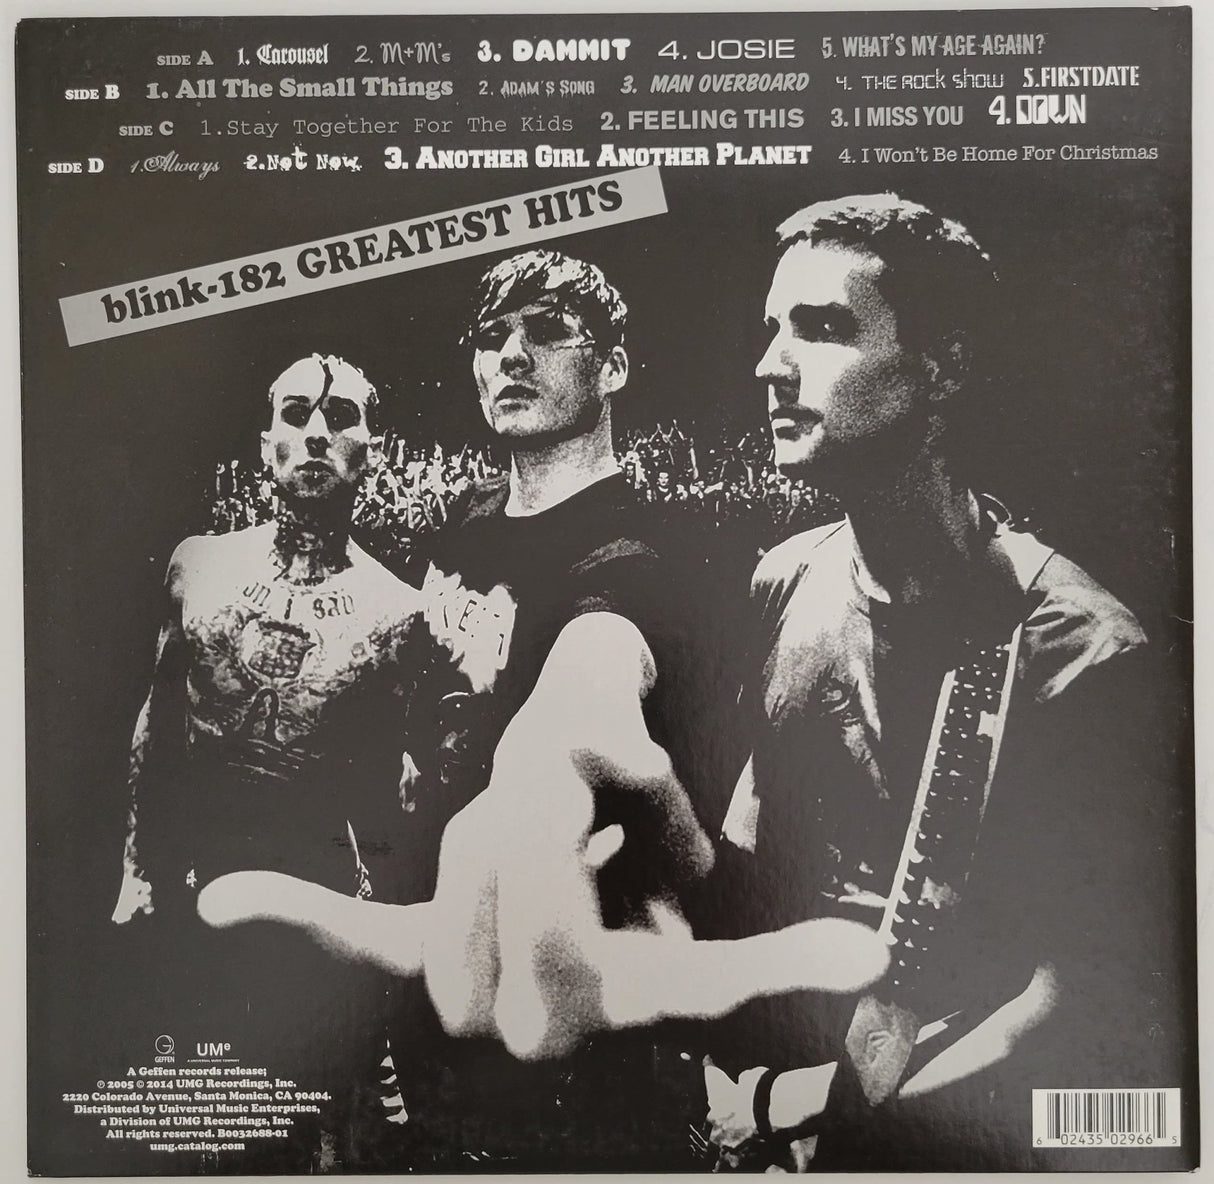 SIDE A 1. Carousel 2. M+M's 3. DAMMIT 4. JOSIE 5. WHAT'S MY AGE AGAIN?
SIDE B 1. All The Small Things 2. ADAM'S SONG 3. MAN OVERBOARD 4. THE ROCK SHOW 5.FIRSTDATE
SIDE C 1.Stay Together For The Kids 2. FEELING THIS 3. I MISS YOU 4. DOWN
SIDE D 1.Always 2.Not Now 3. ANOTHER GIRL ANOTHER PLANET 4. I Won't Be Home For Christmas
blink-182 GREATEST HITS
on i say
GEFFEN
UMe
A UNIVERSAL MUSIC COMPANY
A Geffen records release;
℗ 2005 © 2014 UMG Recordings, Inc.
2220 Colorado Avenue, Santa Monica, CA 90404.
Distributed by Universal Music Enterprises,
a Division of UMG Recordings, Inc.
All rights reserved. B0032688-01
umg.catalog.com
6 02435 02966 5